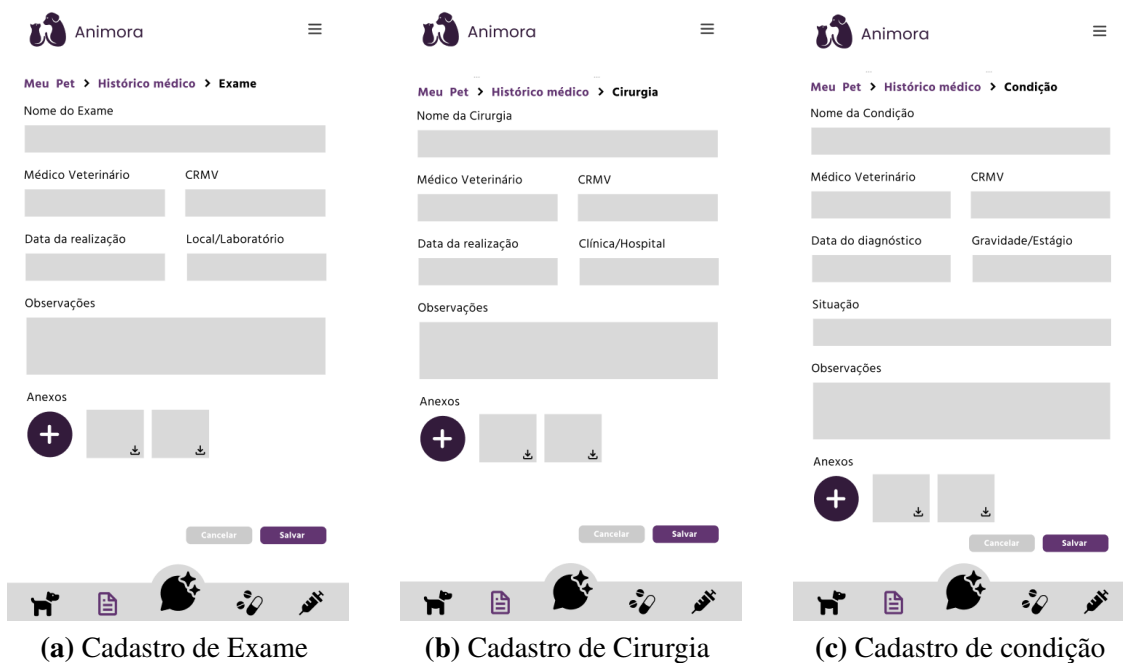 Animora
Meu Pet > Histórico médico > Exame
Nome do Exame
Médico Veterinário CRMV
Data da realização Local/Laboratório
Observações
Anexos
Cancelar Salvar
(a) Cadastro de Exame
Animora
Meu Pet > Histórico médico > Cirurgia
Nome da Cirurgia
Médico Veterinário CRMV
Data da realização Clínica/Hospital
Observações
Anexos
Cancelar Salvar
(b) Cadastro de Cirurgia
Animora
Meu Pet > Histórico médico > Condição
Nome da Condição
Médico Veterinário CRMV
Data do diagnóstico Gravidade/Estágio
Situação
Observações
Anexos
Cancelar Salvar
(c) Cadastro de condição